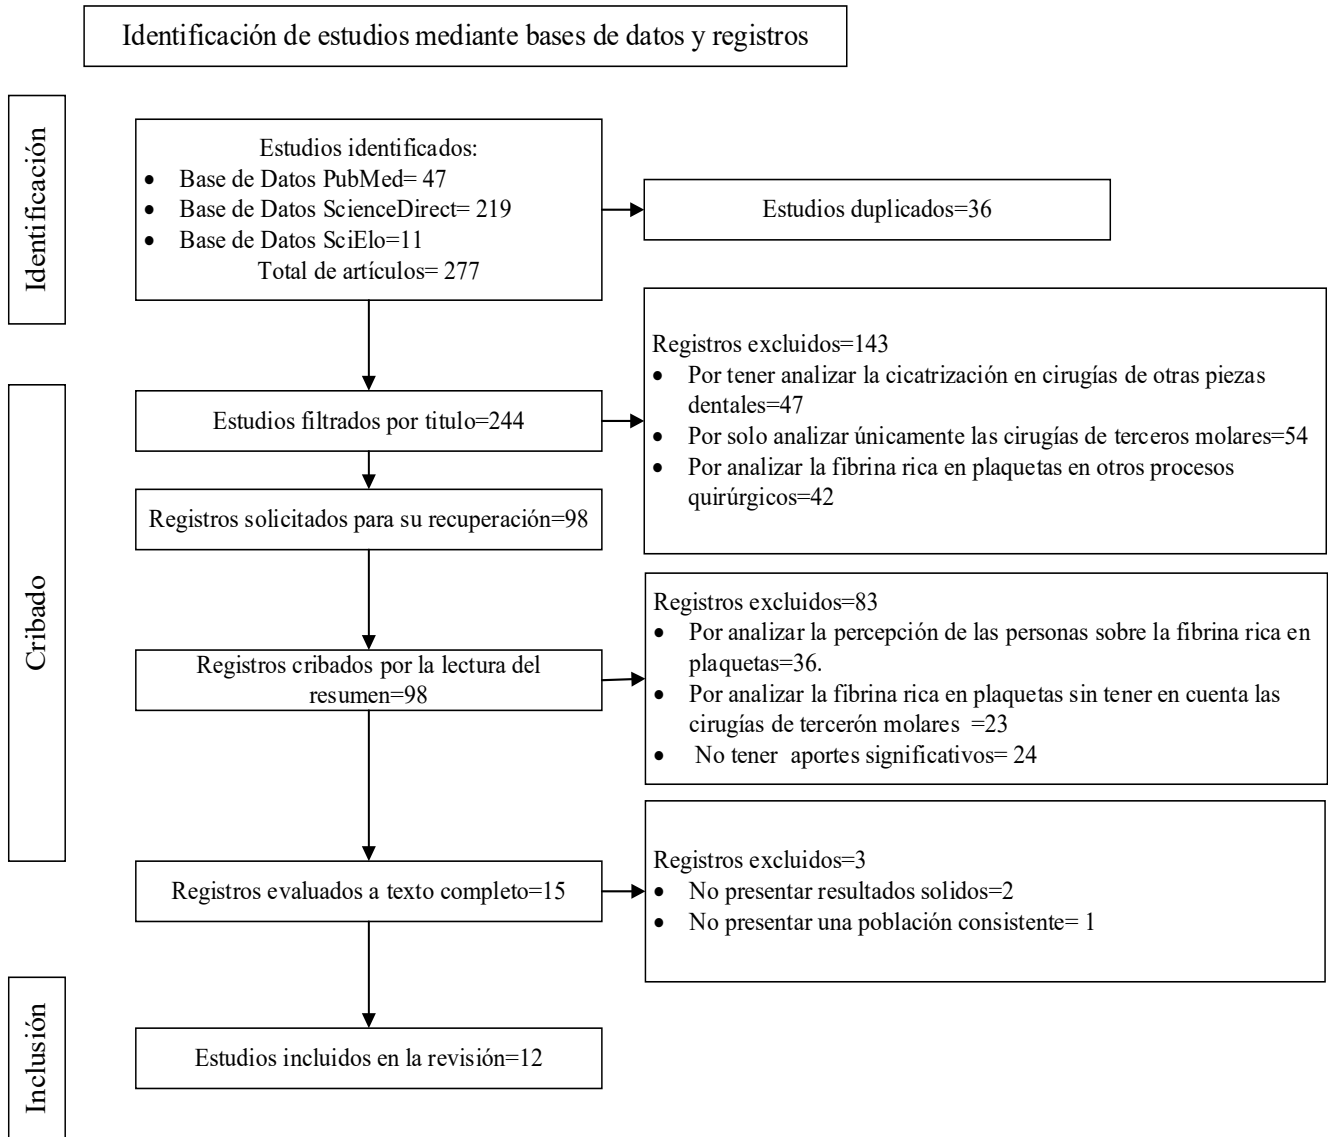 Identificación de estudios mediante bases de datos y registros
Identificación
Estudios identificados:
• Base de Datos PubMed= 47
• Base de Datos ScienceDirect= 219
• Base de Datos SciElo=11
Total de artículos= 277
Estudios duplicados=36
Cribado
Estudios filtrados por titulo=244
Registros excluidos=143
• Por tener analizar la cicatrización en cirugías de otras piezas
dentales=47
• Por solo analizar únicamente las cirugías de terceros molares=54
• Por analizar la fibrina rica en plaquetas en otros procesos
quirúrgicos=42
Registros solicitados para su recuperación=98
Registros cribados por la lectura del
resumen=98
Registros excluidos=83
• Por analizar la percepción de las personas sobre la fibrina rica en
plaquetas=36.
• Por analizar la fibrina rica en plaquetas sin tener en cuenta las
cirugías de tercerón molares =23
• No tener aportes significativos= 24
Registros evaluados a texto completo=15
Registros excluidos=3
• No presentar resultados solidos=2
• No presentar una población consistente= 1
Inclusión
Estudios incluidos en la revisión=12